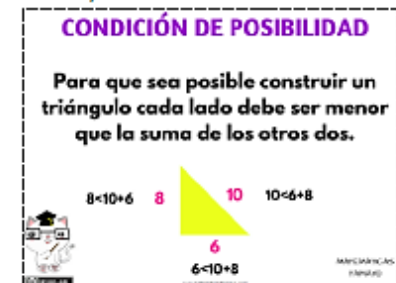 CONDICIÓN DE POSIBILIDAD
Para que sea posible construir un
triángulo cada lado debe ser menor
que la suma de los otros dos.
8<10+6 8 10 10<6+8
6
6<10+8